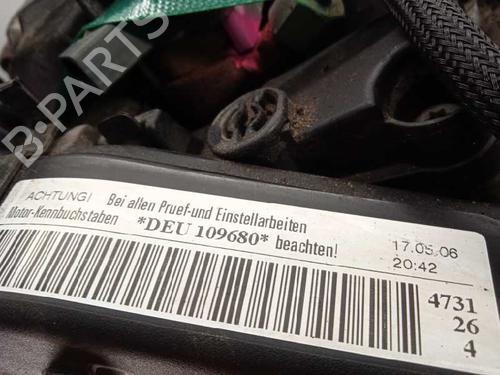 B-PARTS
ACHTUNG! Bei allen Pruef-und Einstellarbeiten
Motor-Kennbuchstaben *DEU 109680* beachten!
17.05.06
20:42
4731
26
4